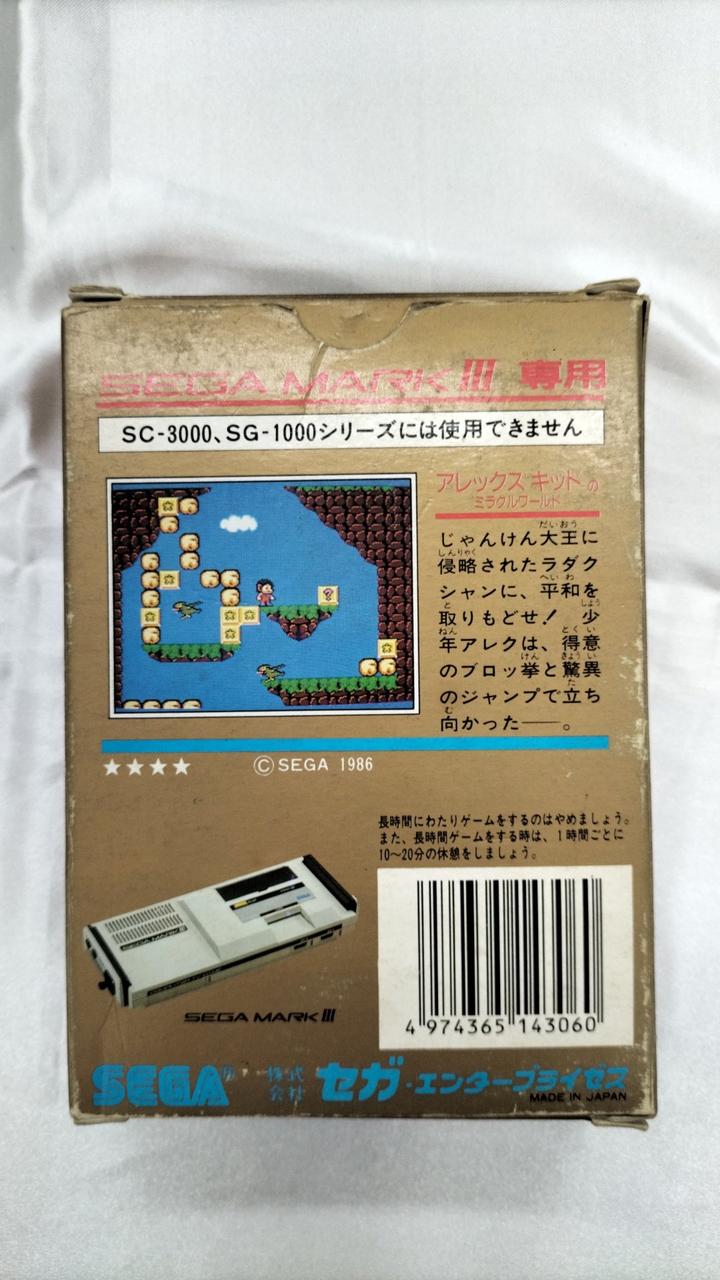 SEGA MARK III 専用
SC-3000、SG-1000シリーズには使用できません
アレックスキッドの
ミラクルワールド
じゃんけん大王に
侵略されたラダク
シャンに、平和を
取りもどせ! 少
年アレクは、得意
のブロッ拳と驚異
のジャンプで立ち
向かった──。
★★★★ ©SEGA 1986
長時間にわたりゲームをするのはやめましょう。
また、長時間ゲームをする時は、1時間ごとに
10〜20分の休憩をしましょう。
SEGA MARK III
SEGA MARK III
4 974365 143060
SEGA® 株式会社 セガ・エンタープライゼス
MADE IN JAPAN